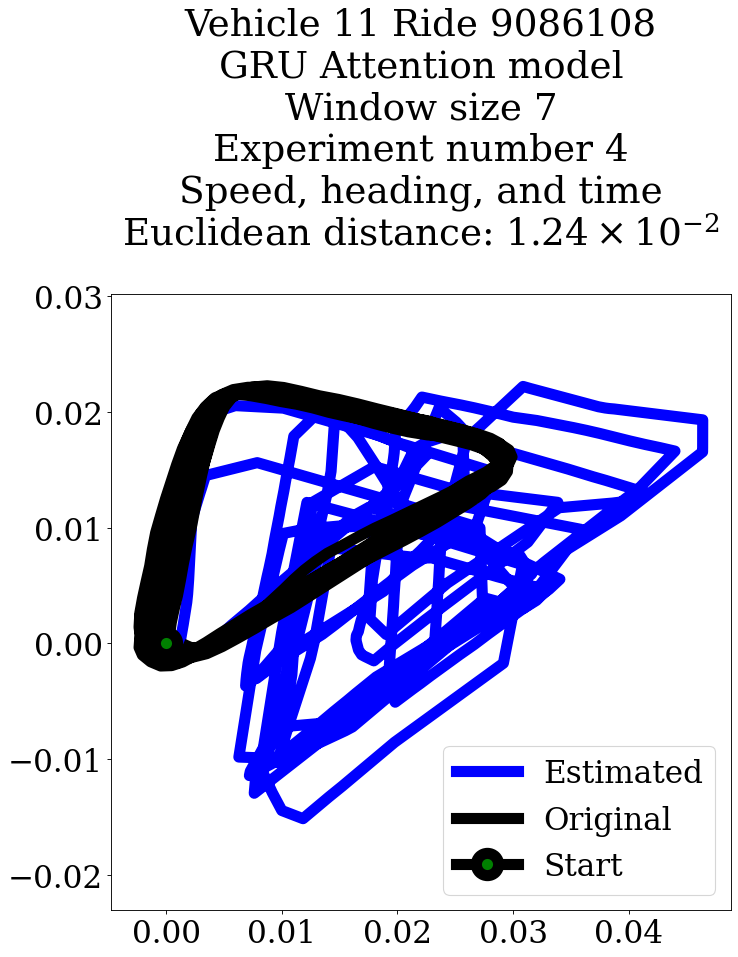 Vehicle 11 Ride 9086108
GRU Attention model
Window size 7
Experiment number 4
Speed, heading, and time
Euclidean distance: 1.24 × 10⁻²
0.03
0.02
0.01
0.00
−0.01
−0.02
Estimated
Original
Start
0.00 0.01 0.02 0.03 0.04